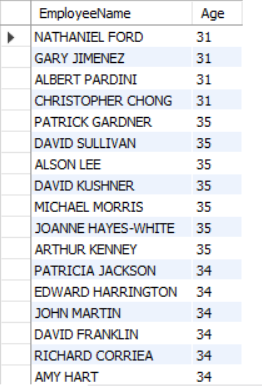 EmployeeName Age
NATHANIEL FORD 31
GARY JIMENEZ 31
ALBERT PARDINI 31
CHRISTOPHER CHONG 31
PATRICK GARDNER 35
DAVID SULLIVAN 35
ALSON LEE 35
DAVID KUSHNER 35
MICHAEL MORRIS 35
JOANNE HAYES-WHITE 35
ARTHUR KENNEY 35
PATRICIA JACKSON 34
EDWARD HARRINGTON 34
JOHN MARTIN 34
DAVID FRANKLIN 34
RICHARD CORRIEA 34
AMY HART 34